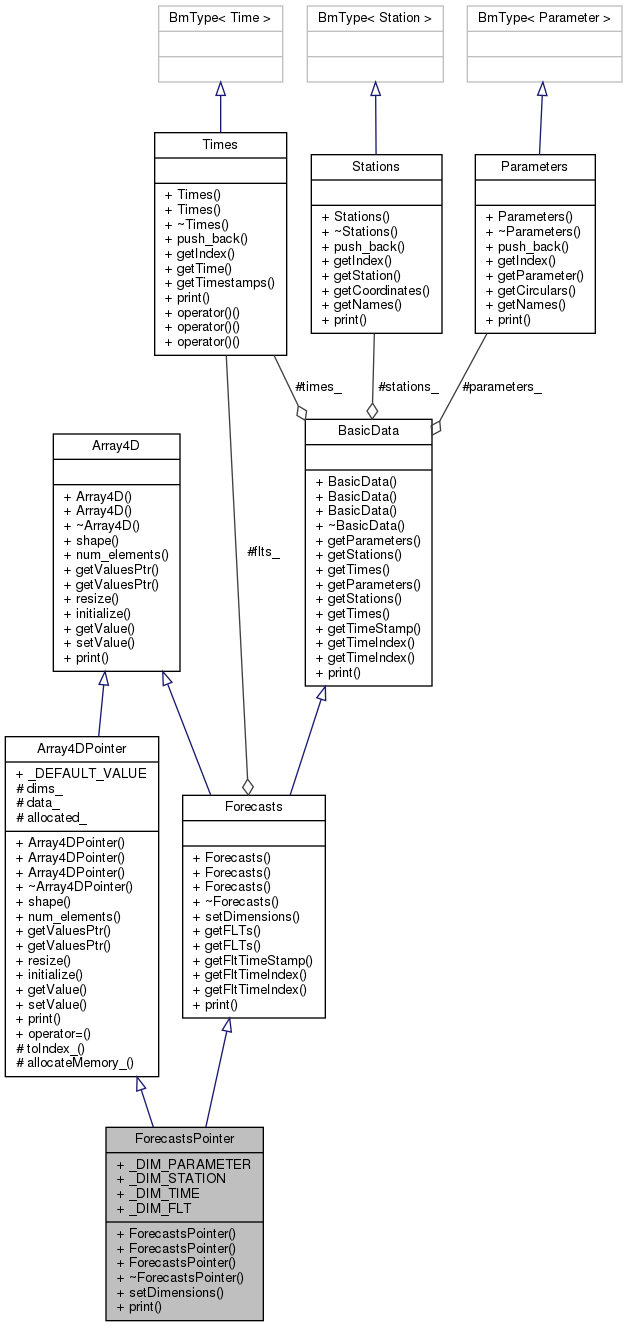 BmType< Time >
BmType< Station >
BmType< Parameter >
Times
+ Times()
+ Times()
+ ~Times()
+ push_back()
+ getIndex()
+ getTime()
+ getTimestamps()
+ print()
+ operator()()
+ operator()()
+ operator()()
Stations
+ Stations()
+ ~Stations()
+ push_back()
+ getIndex()
+ getStation()
+ getCoordinates()
+ getNames()
+ print()
Parameters
+ Parameters()
+ ~Parameters()
+ push_back()
+ getIndex()
+ getParameter()
+ getCirculars()
+ getNames()
+ print()
#times_
#stations_
#parameters_
Array4D
+ Array4D()
+ Array4D()
+ ~Array4D()
+ shape()
+ num_elements()
+ getValuesPtr()
+ getValuesPtr()
+ resize()
+ initialize()
+ getValue()
+ setValue()
+ print()
#flts_
BasicData
+ BasicData()
+ BasicData()
+ BasicData()
+ ~BasicData()
+ getParameters()
+ getStations()
+ getTimes()
+ getParameters()
+ getStations()
+ getTimes()
+ getTimeStamp()
+ getTimeIndex()
+ getTimeIndex()
+ print()
Array4DPointer
+ _DEFAULT_VALUE
# dims_
# data_
# allocated_
+ Array4DPointer()
+ Array4DPointer()
+ Array4DPointer()
+ ~Array4DPointer()
+ shape()
+ num_elements()
+ getValuesPtr()
+ getValuesPtr()
+ resize()
+ initialize()
+ getValue()
+ setValue()
+ print()
+ operator=()
# toIndex_()
# allocateMemory_()
Forecasts
+ Forecasts()
+ Forecasts()
+ Forecasts()
+ ~Forecasts()
+ setDimensions()
+ getFLTs()
+ getFLTs()
+ getFltTimeStamp()
+ getFltTimeIndex()
+ getFltTimeIndex()
+ print()
ForecastsPointer
+ _DIM_PARAMETER
+ _DIM_STATION
+ _DIM_TIME
+ _DIM_FLT
+ ForecastsPointer()
+ ForecastsPointer()
+ ForecastsPointer()
+ ~ForecastsPointer()
+ setDimensions()
+ print()